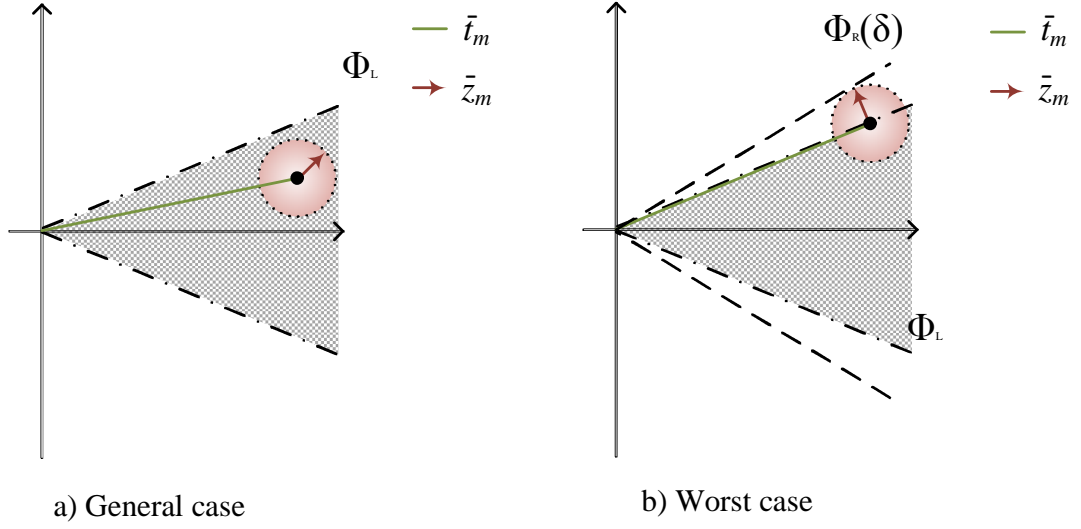 Φ_L
t̄_m
z̄_m
a) General case
Φ_R(δ)
t̄_m
z̄_m
Φ_L
b) Worst case